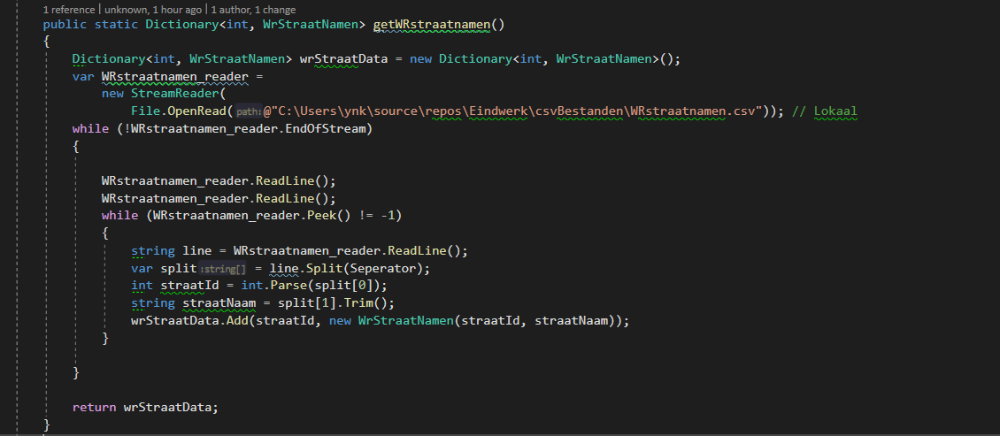 1 reference | unknown, 1 hour ago | 1 author, 1 change
public static Dictionary<int, WrStraatNamen> getWRstraatnamen()
{
    Dictionary<int, WrStraatNamen> wrStraatData = new Dictionary<int, WrStraatNamen>();
    var WRstraatnamen_reader =
        new StreamReader(
            File.OpenRead(path:@"C:\Users\ynk\source\repos\Eindwerk\csvBestanden\WRstraatnamen.csv")); // Lokaal
    while (!WRstraatnamen_reader.EndOfStream)
    {
        WRstraatnamen_reader.ReadLine();
        WRstraatnamen_reader.ReadLine();
        while (WRstraatnamen_reader.Peek() != -1)
        {
            string line = WRstraatnamen_reader.ReadLine();
            var split:string[] = line.Split(Seperator);
            int straatId = int.Parse(split[0]);
            string straatNaam = split[1].Trim();
            wrStraatData.Add(straatId, new WrStraatNamen(straatId, straatNaam));
        }
    }
    return wrStraatData;
}